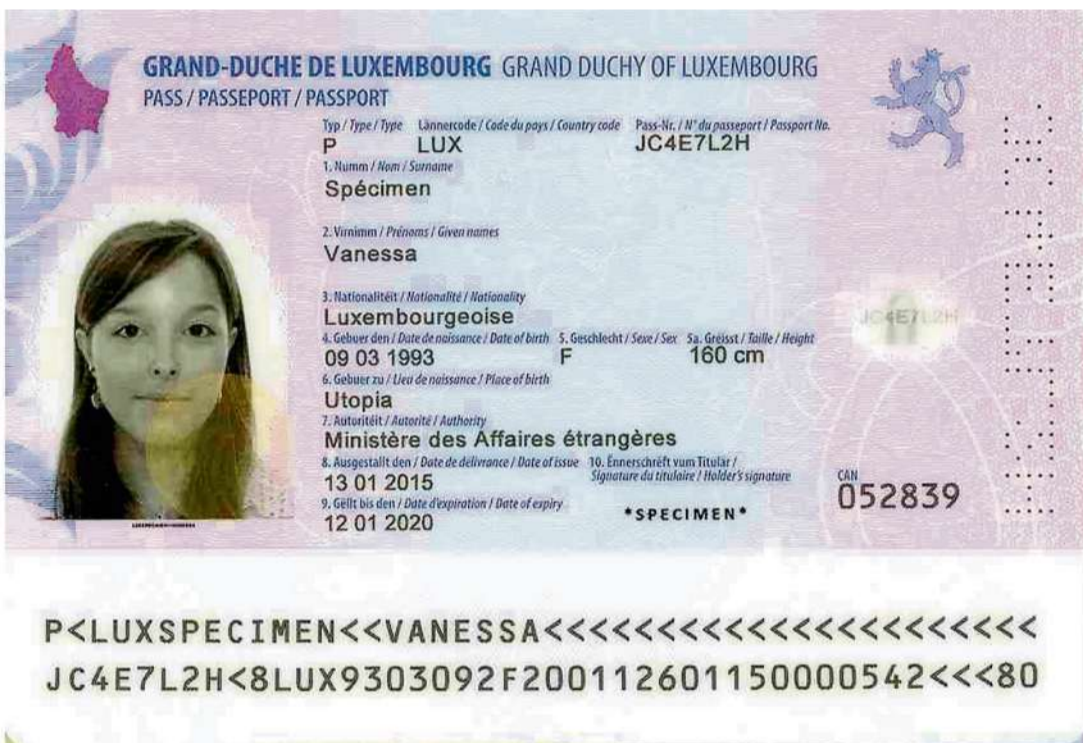 GRAND-DUCHE DE LUXEMBOURG GRAND DUCHY OF LUXEMBOURG
PASS / PASSEPORT / PASSPORT
Typ / Type / Type Lännercode / Code du pays / Country code Pass-Nr. / N° du passeport / Passport No.
P LUX JC4E7L2H
1. Numm / Nom / Surname
Spécimen
2. Virnimm / Prénoms / Given names
Vanessa
3. Nationalitéit / Nationalité / Nationality
Luxembourgeoise
4. Gebuer den / Date de naissance / Date of birth 5. Geschlecht / Sexe / Sex 5a. Gréisst / Taille / Height
09 03 1993 F 160 cm
6. Gebuer zu / Lieu de naissance / Place of birth
Utopia
7. Autoritéit / Autorité / Authority
Ministère des Affaires étrangères
8. Ausgestallt den / Date de délivrance / Date of issue 10. Ënnerschrëft vum Titulär /
Signature du titulaire / Holder's signature
13 01 2015
9. Gëllt bis den / Date d'expiration / Date of expiry
12 01 2020
*SPECIMEN*
JC4E7L2H
CAN
052839
P<LUXSPECIMEN<<VANESSA<<<<<<<<<<<<<<<<<<<<<<
JC4E7L2H<8LUX9303092F200112601150000542<<<80